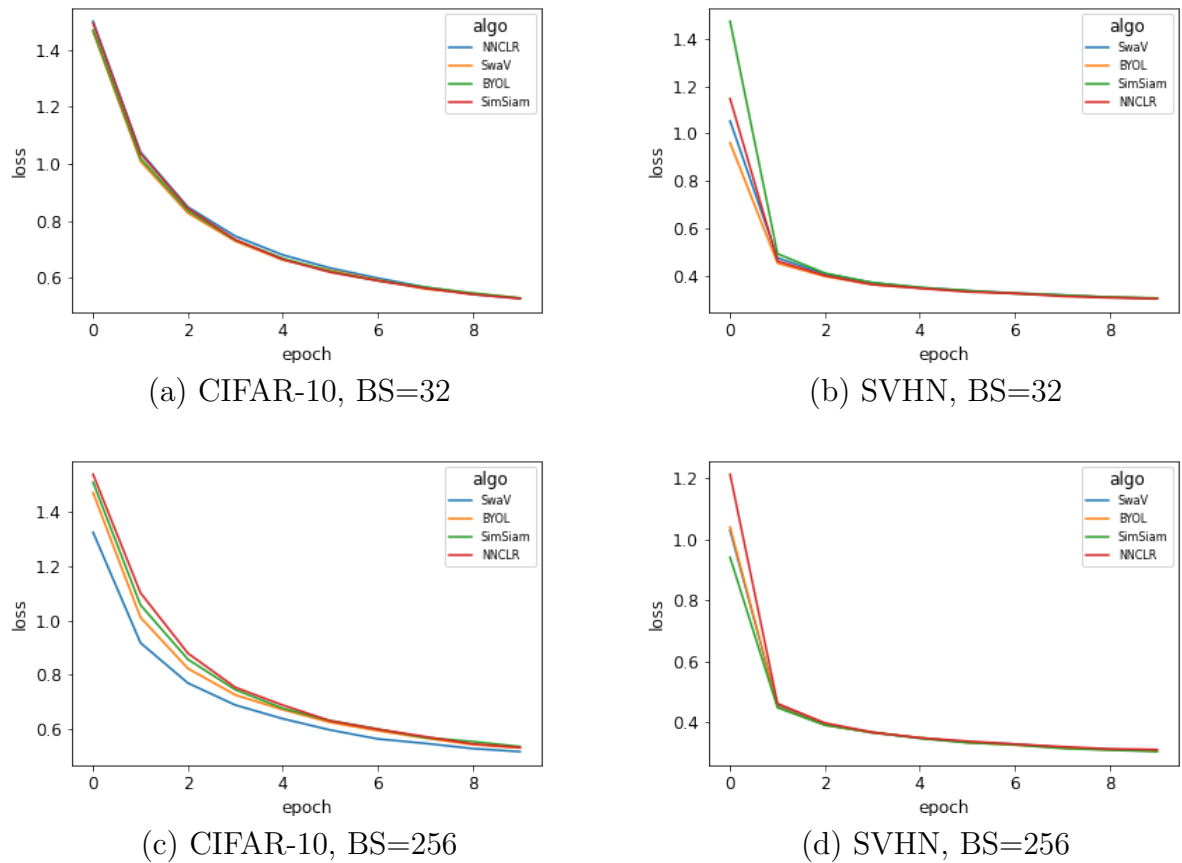 algo
NNCLR
SwaV
BYOL
SimSiam
1.4
1.2
1.0
0.8
0.6
loss
0 2 4 6 8
epoch
(a) CIFAR-10, BS=32
algo
SwaV
BYOL
SimSiam
NNCLR
1.4
1.2
1.0
0.8
0.6
0.4
loss
0 2 4 6 8
epoch
(b) SVHN, BS=32
algo
SwaV
BYOL
SimSiam
NNCLR
1.4
1.2
1.0
0.8
0.6
loss
0 2 4 6 8
epoch
(c) CIFAR-10, BS=256
algo
SwaV
BYOL
SimSiam
NNCLR
1.2
1.0
0.8
0.6
0.4
loss
0 2 4 6 8
epoch
(d) SVHN, BS=256